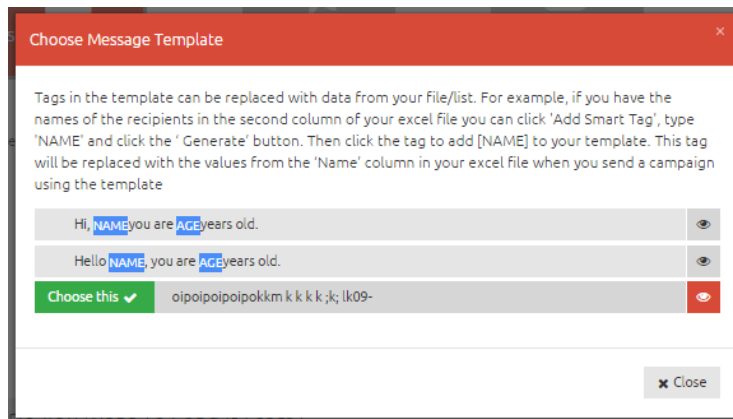 Choose Message Template
×
Tags in the template can be replaced with data from your file/list. For example, if you have the
names of the recipients in the second column of your excel file you can click 'Add Smart Tag', type
'NAME' and click the ‘ Generate’ button. Then click the tag to add [NAME] to your template. This tag
will be replaced with the values from the ‘Name’ column in your excel file when you send a campaign
using the template
Hi, NAMEyou are AGEyears old.
Hello NAME, you are AGEyears old.
Choose this ✔ oipoipoipoipokkm k k k k ;k; lk09-
✖ Close